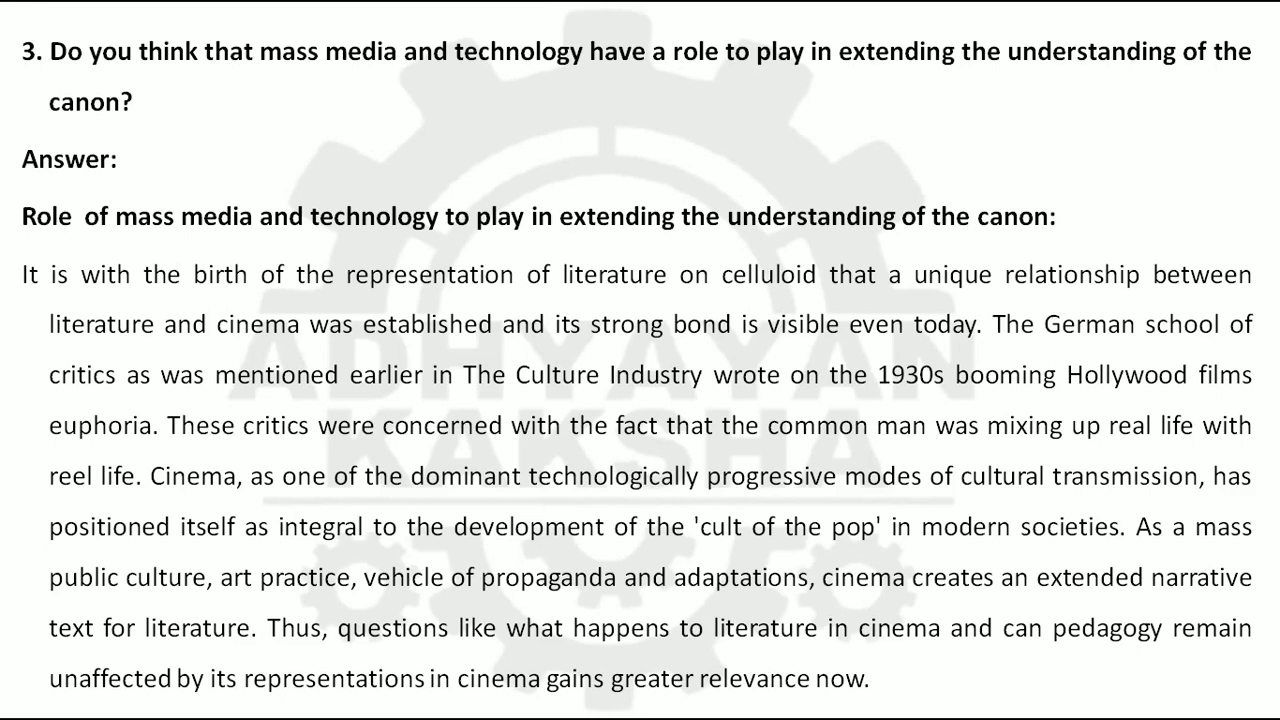 3. Do you think that mass media and technology have a role to play in extending the understanding of the
canon?
Answer:
Role of mass media and technology to play in extending the understanding of the canon:
It is with the birth of the representation of literature on celluloid that a unique relationship between
literature and cinema was established and its strong bond is visible even today. The German school of
critics as was mentioned earlier in The Culture Industry wrote on the 1930s booming Hollywood films
euphoria. These critics were concerned with the fact that the common man was mixing up real life with
reel life. Cinema, as one of the dominant technologically progressive modes of cultural transmission, has
positioned itself as integral to the development of the 'cult of the pop' in modern societies. As a mass
public culture, art practice, vehicle of propaganda and adaptations, cinema creates an extended narrative
text for literature. Thus, questions like what happens to literature in cinema and can pedagogy remain
unaffected by its representations in cinema gains greater relevance now.
ADHYAYAN
KAKSHA